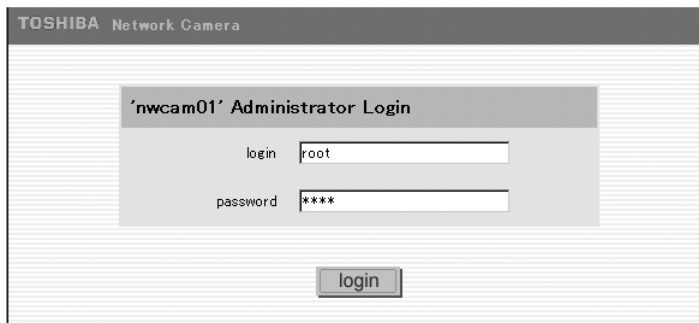 TOSHIBA Network Camera
'nwcam01' Administrator Login
login root
password ****
login